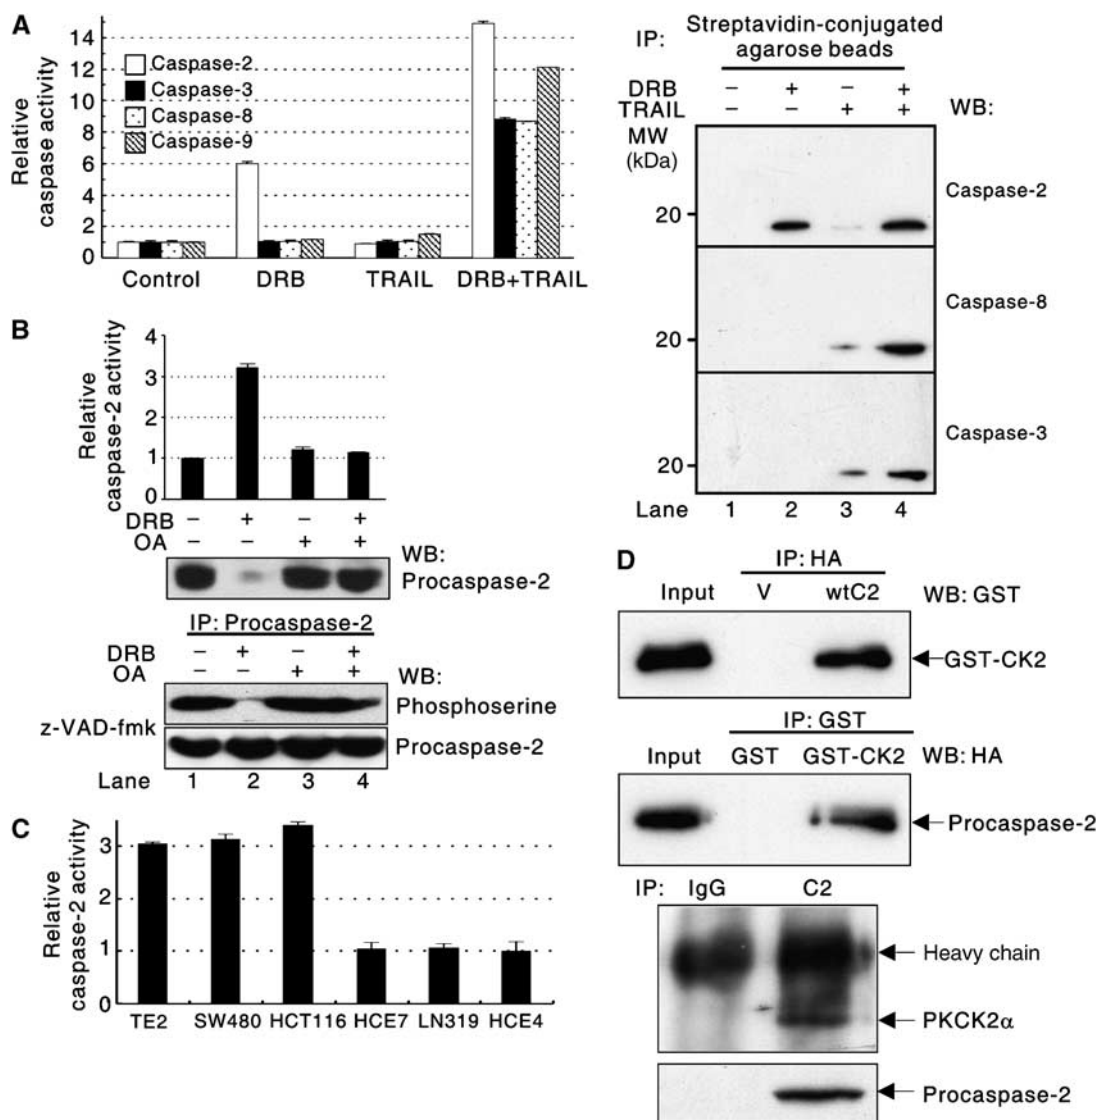 A
Relative
caspase activity
14
12
10
8
6
4
2
1
0
Caspase-2
Caspase-3
Caspase-8
Caspase-9
Control DRB TRAIL DRB+TRAIL
IP: Streptavidin-conjugated
agarose beads
DRB – + – +
TRAIL – – + + WB:
MW
(kDa)
Caspase-2
20
Caspase-8
20
Caspase-3
20
Lane 1 2 3 4
B
Relative
caspase-2 activity
4
3
2
1
0
DRB – + – +
OA – – + +
WB:
Procaspase-2
IP: Procaspase-2
DRB – + – +
OA – – + +
WB:
Phosphoserine
z-VAD-fmk
Procaspase-2
Lane 1 2 3 4
C
Relative
caspase-2 activity
3
2
1
0
TE2 SW480 HCT116 HCE7 LN319 HCE4
D
IP: HA
Input V wtC2 WB: GST
GST-CK2
IP: GST
Input GST GST-CK2 WB: HA
Procaspase-2
IP: IgG C2
Heavy chain
PKCK2α
Procaspase-2